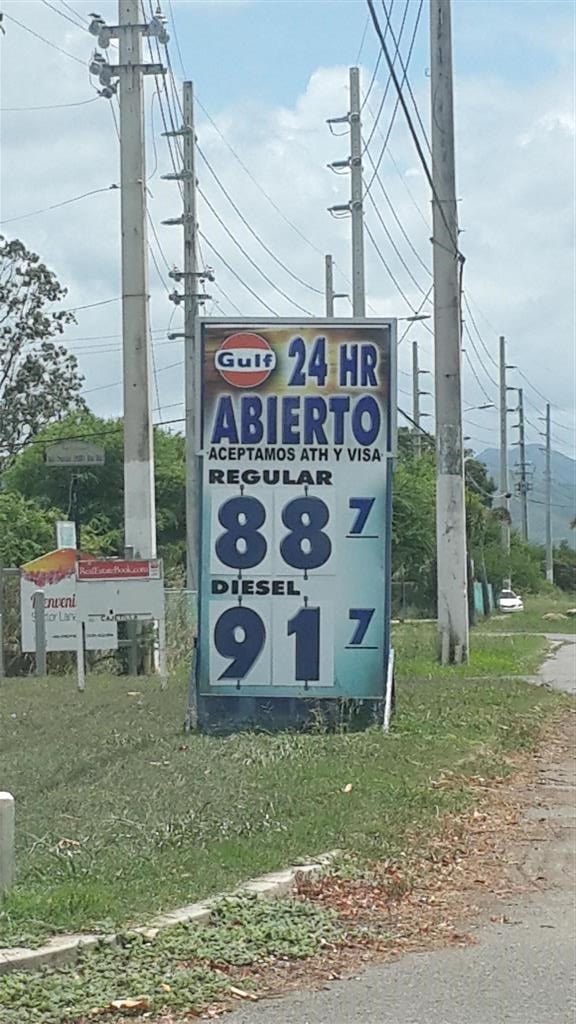 Gulf
24 HR
ABIERTO
ACEPTAMOS ATH Y VISA
REGULAR
88 7
DIESEL
91 7
RealEstateBook.com